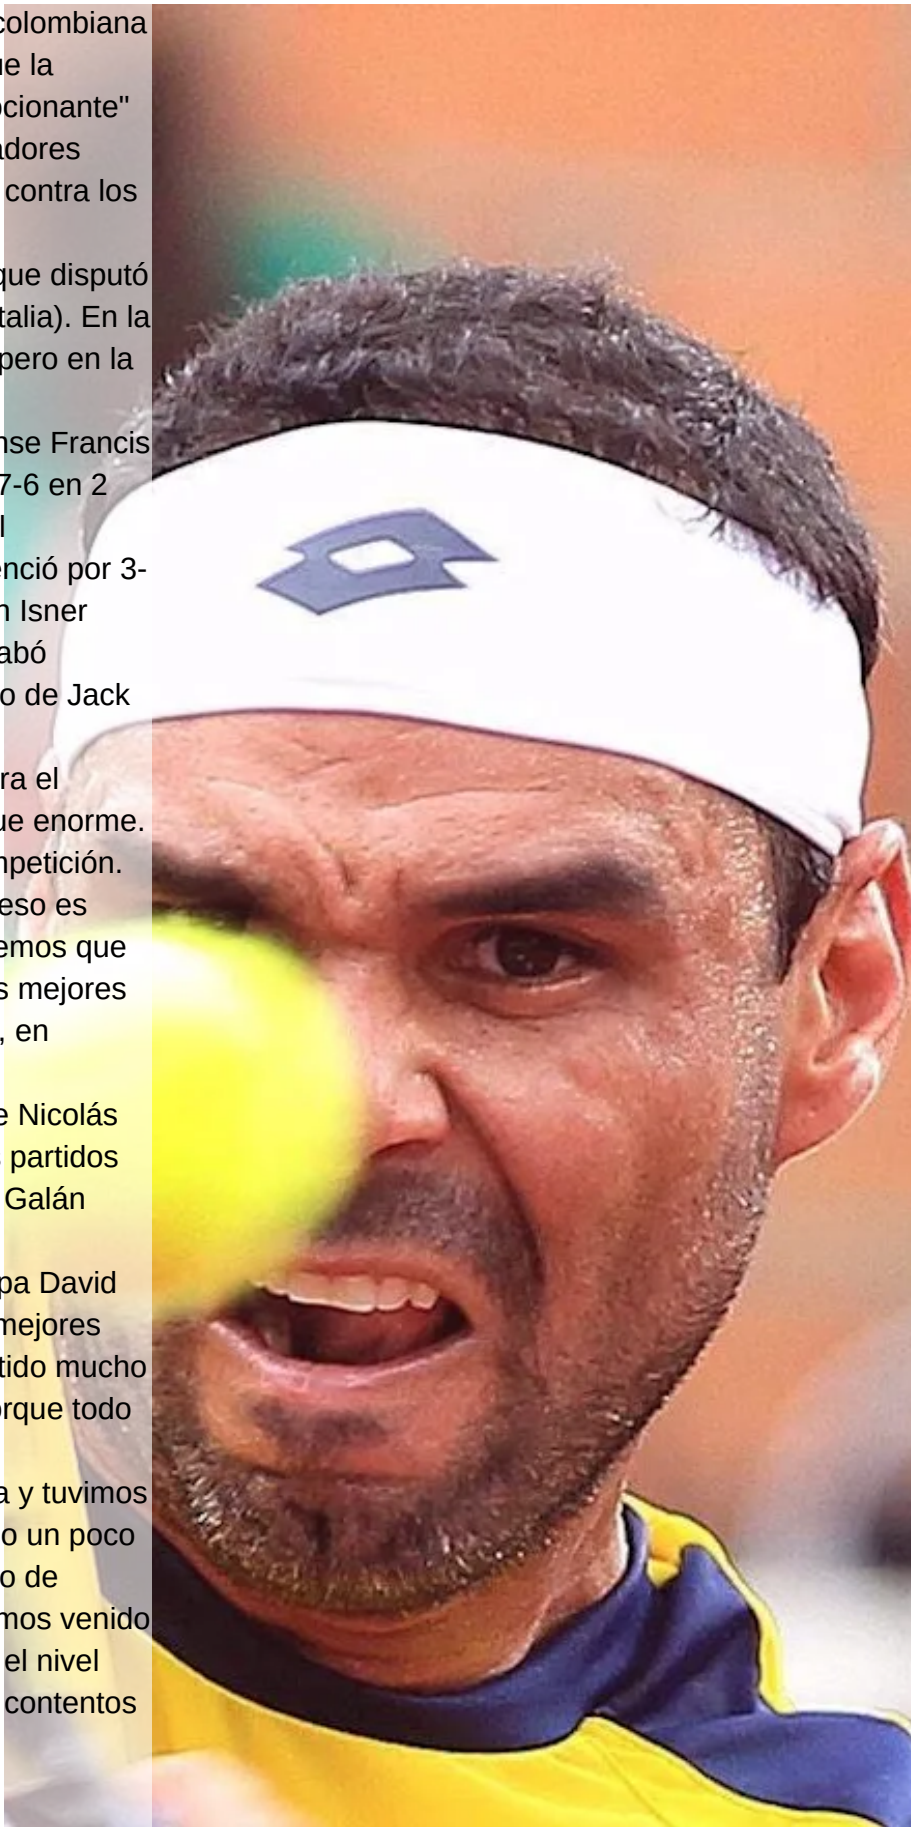 colombiana
ue la
ocionante"
adores
contra los
que disputó
talia). En la
pero en la
nse Francis
7-6 en 2
l
enció por 3-
n Isner
abó
o de Jack
ra el
ue enorme.
mpetición.
eso es
emos que
s mejores
, en
e Nicolás
partidos
Galán
pa David
mejores
tido mucho
orque todo
a y tuvimos
o un poco
o de
mos venido
el nivel
contentos